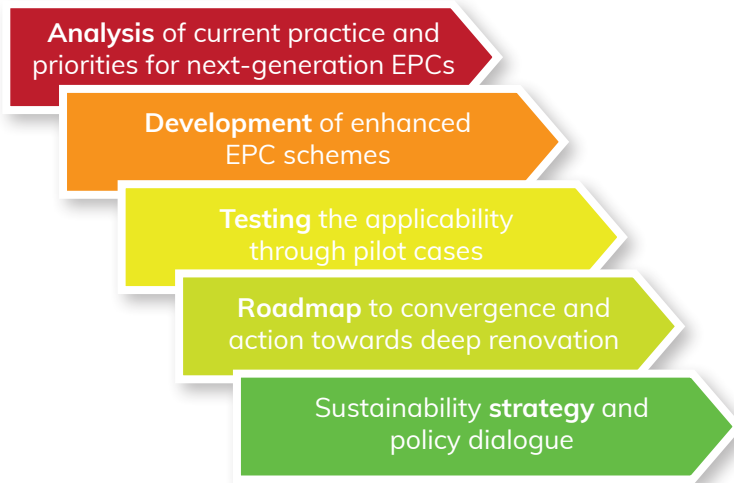 Analysis of current practice and
priorities for next-generation EPCs
Development of enhanced
EPC schemes
Testing the applicability
through pilot cases
Roadmap to convergence and
action towards deep renovation
Sustainability strategy and
policy dialogue